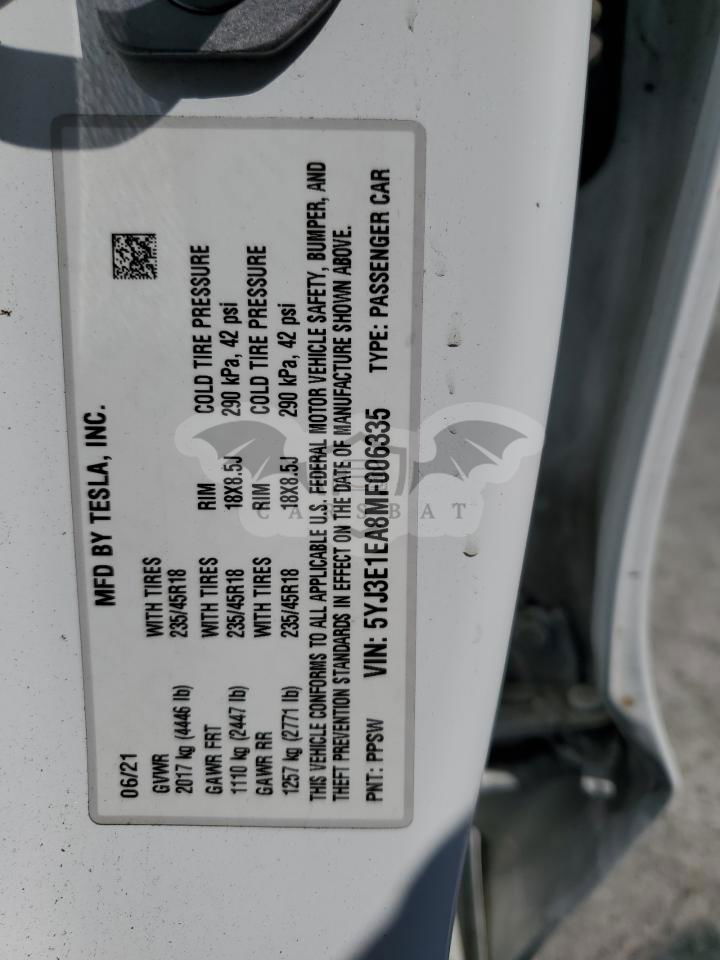 MFD BY TESLA, INC.
06/21
GVWR WITH TIRES RIM COLD TIRE PRESSURE
2017 kg (4446 lb) 235/45R18 18X8.5J 290 kPa, 42 psi
GAWR FRT WITH TIRES RIM COLD TIRE PRESSURE
1110 kg (2447 lb) 235/45R18 18X8.5J 290 kPa, 42 psi
GAWR RR WITH TIRES
1257 kg (2771 lb) 235/45R18
THIS VEHICLE CONFORMS TO ALL APPLICABLE U.S. FEDERAL MOTOR VEHICLE SAFETY, BUMPER, AND
THEFT PREVENTION STANDARDS IN EFFECT ON THE DATE OF MANUFACTURE SHOWN ABOVE.
PNT: PPSW VIN: 5YJ3E1EA8MF006335 TYPE: PASSENGER CAR
CARSBAT